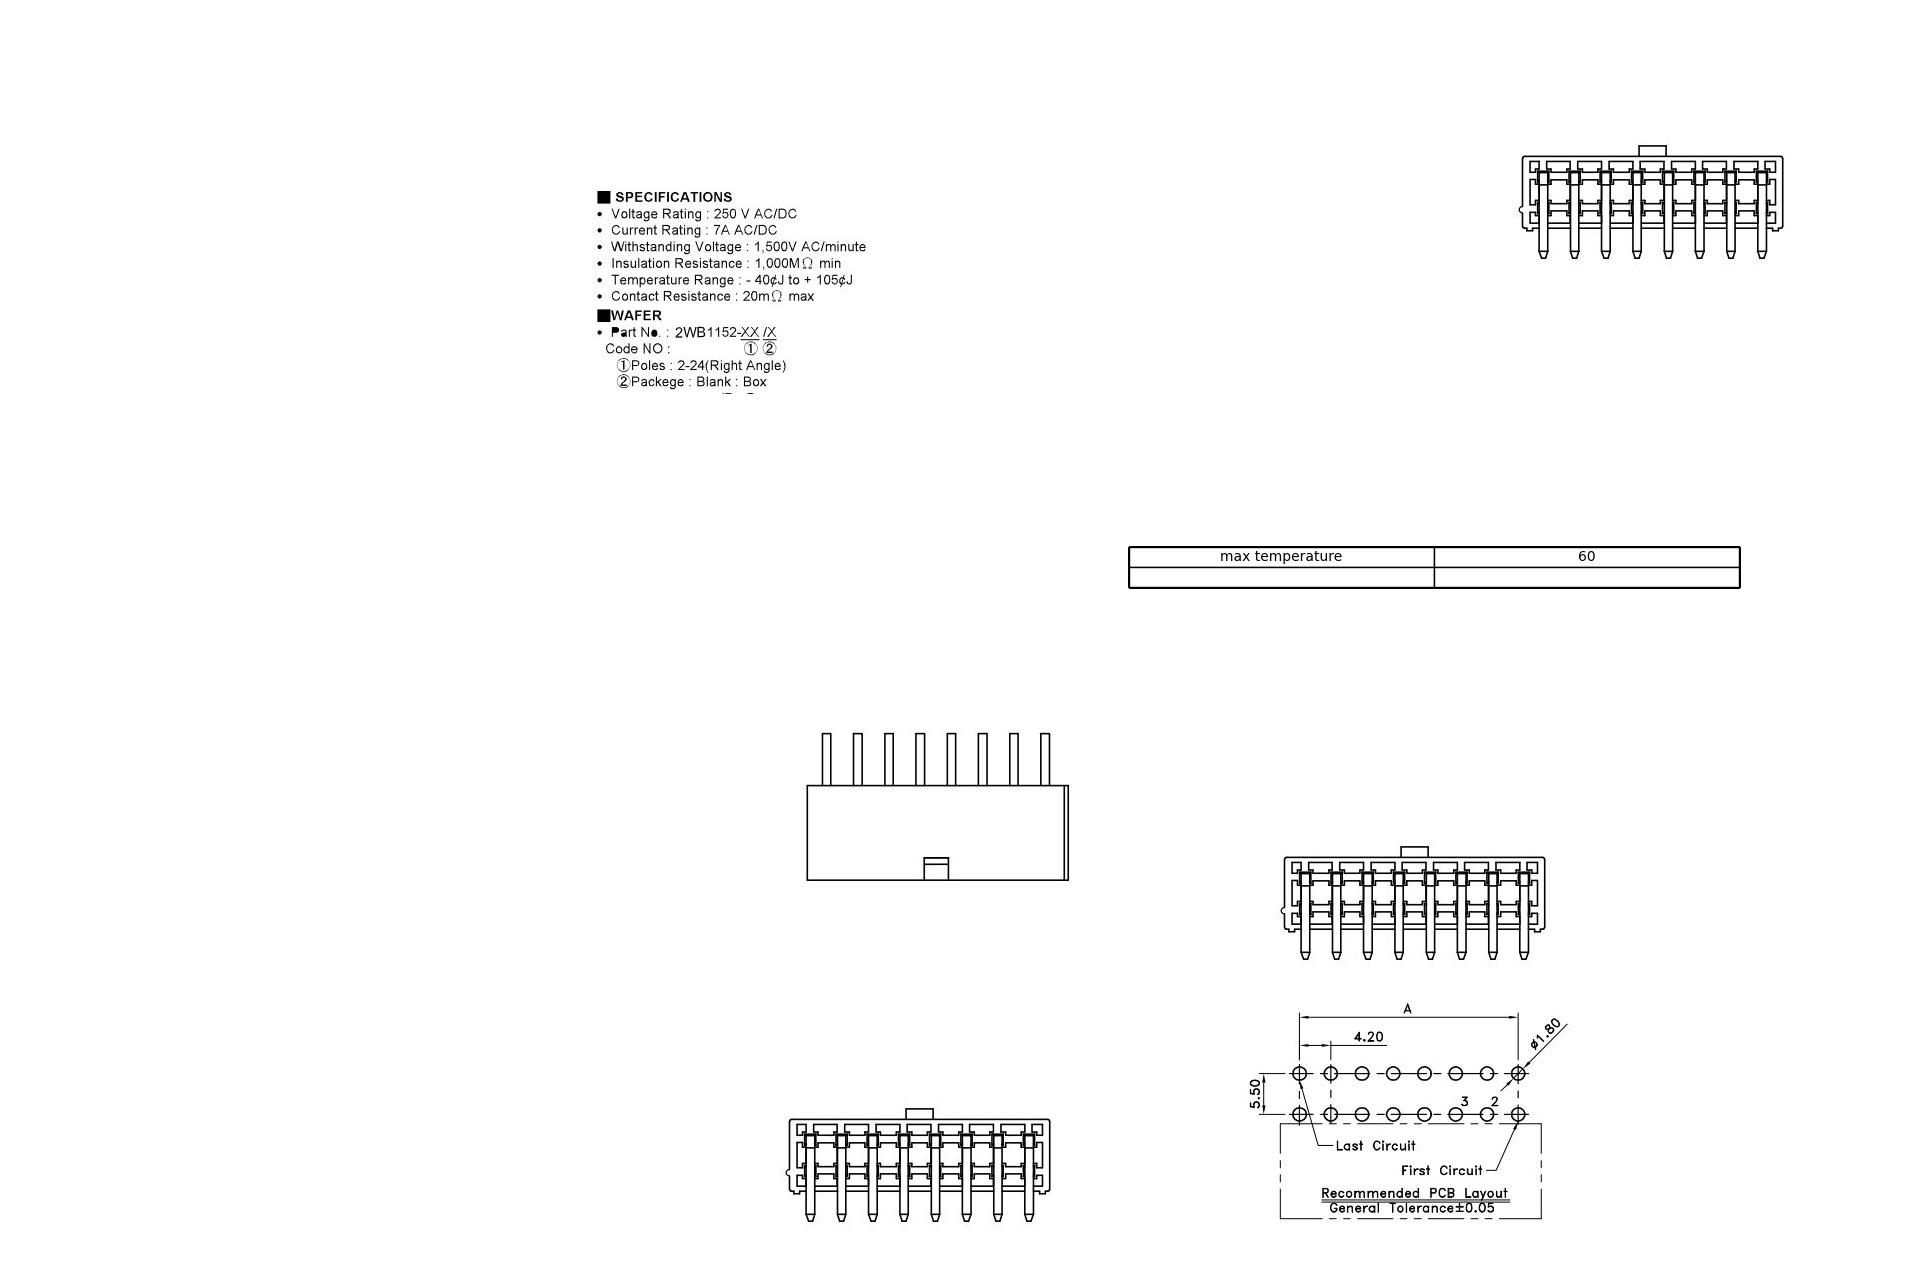 ■ SPECIFICATIONS
• Voltage Rating : 250 V AC/DC
• Current Rating : 7A AC/DC
• Withstanding Voltage : 1,500V AC/minute
• Insulation Resistance : 1,000MΩ min
• Temperature Range : - 40¢J to + 105¢J
• Contact Resistance : 20mΩ max
■WAFER
• Part No. : 2WB1152-XX /X
Code NO : ① ②
①Poles : 2-24(Right Angle)
②Packege : Blank : Box
max temperature 60
A
4.20
ø1.80
5.50
3 2
Last Circuit
First Circuit
Recommended PCB Layout
General Tolerance±0.05